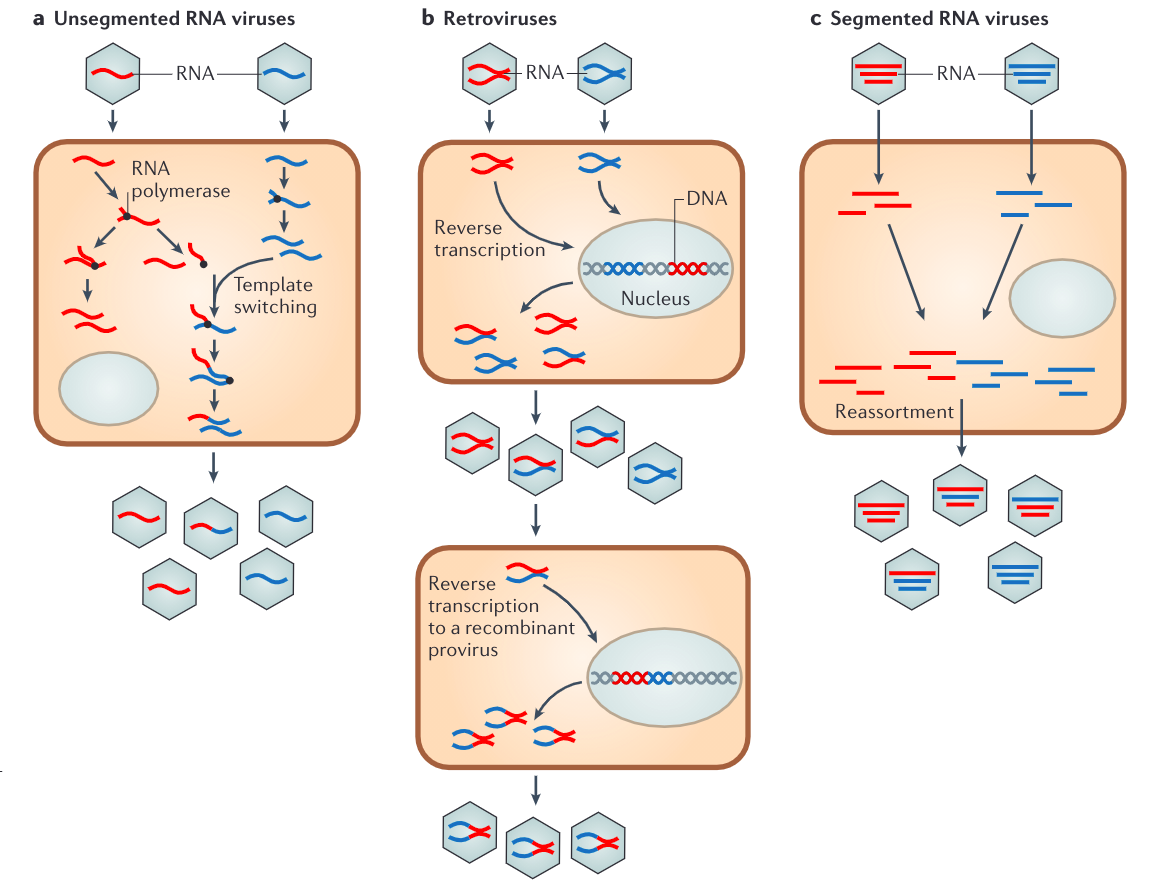 a Unsegmented RNA viruses
RNA
RNA
polymerase
Template
switching
b Retroviruses
RNA
DNA
Reverse
transcription
Nucleus
Reverse
transcription
to a recombinant
provirus
c Segmented RNA viruses
RNA
Reassortment